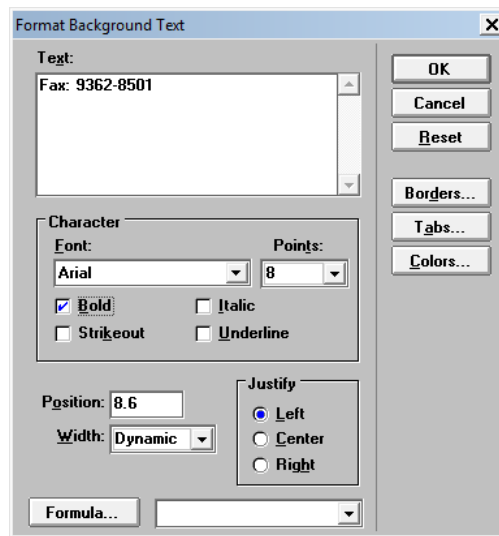 Format Background Text
Text:
Fax: 9362-8501
OK
Cancel
Reset
Borders...
Tabs...
Colors...
Character
Font:
Points:
Arial
8
Bold
Italic
Strikeout
Underline
Position: 8.6
Width: Dynamic
Justify
Left
Center
Right
Formula...